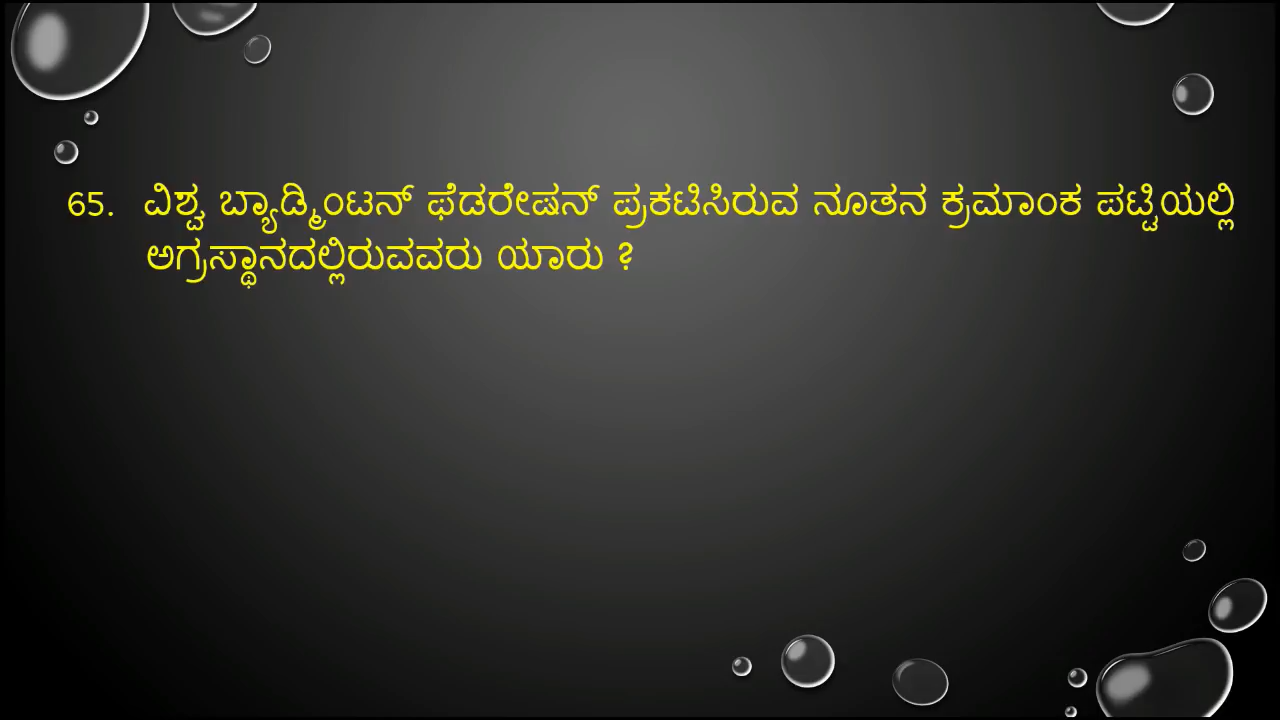 65. ವಿಶ್ವ ಬ್ಯಾಡ್ಮಿಂಟನ್ ಫೆಡರೇಷನ್ ಪ್ರಕಟಿಸಿರುವ ನೂತನ ಕ್ರಮಾಂಕ ಪಟ್ಟಿಯಲ್ಲಿ
ಅಗ್ರಸ್ಥಾನದಲ್ಲಿರುವವರು ಯಾರು ?